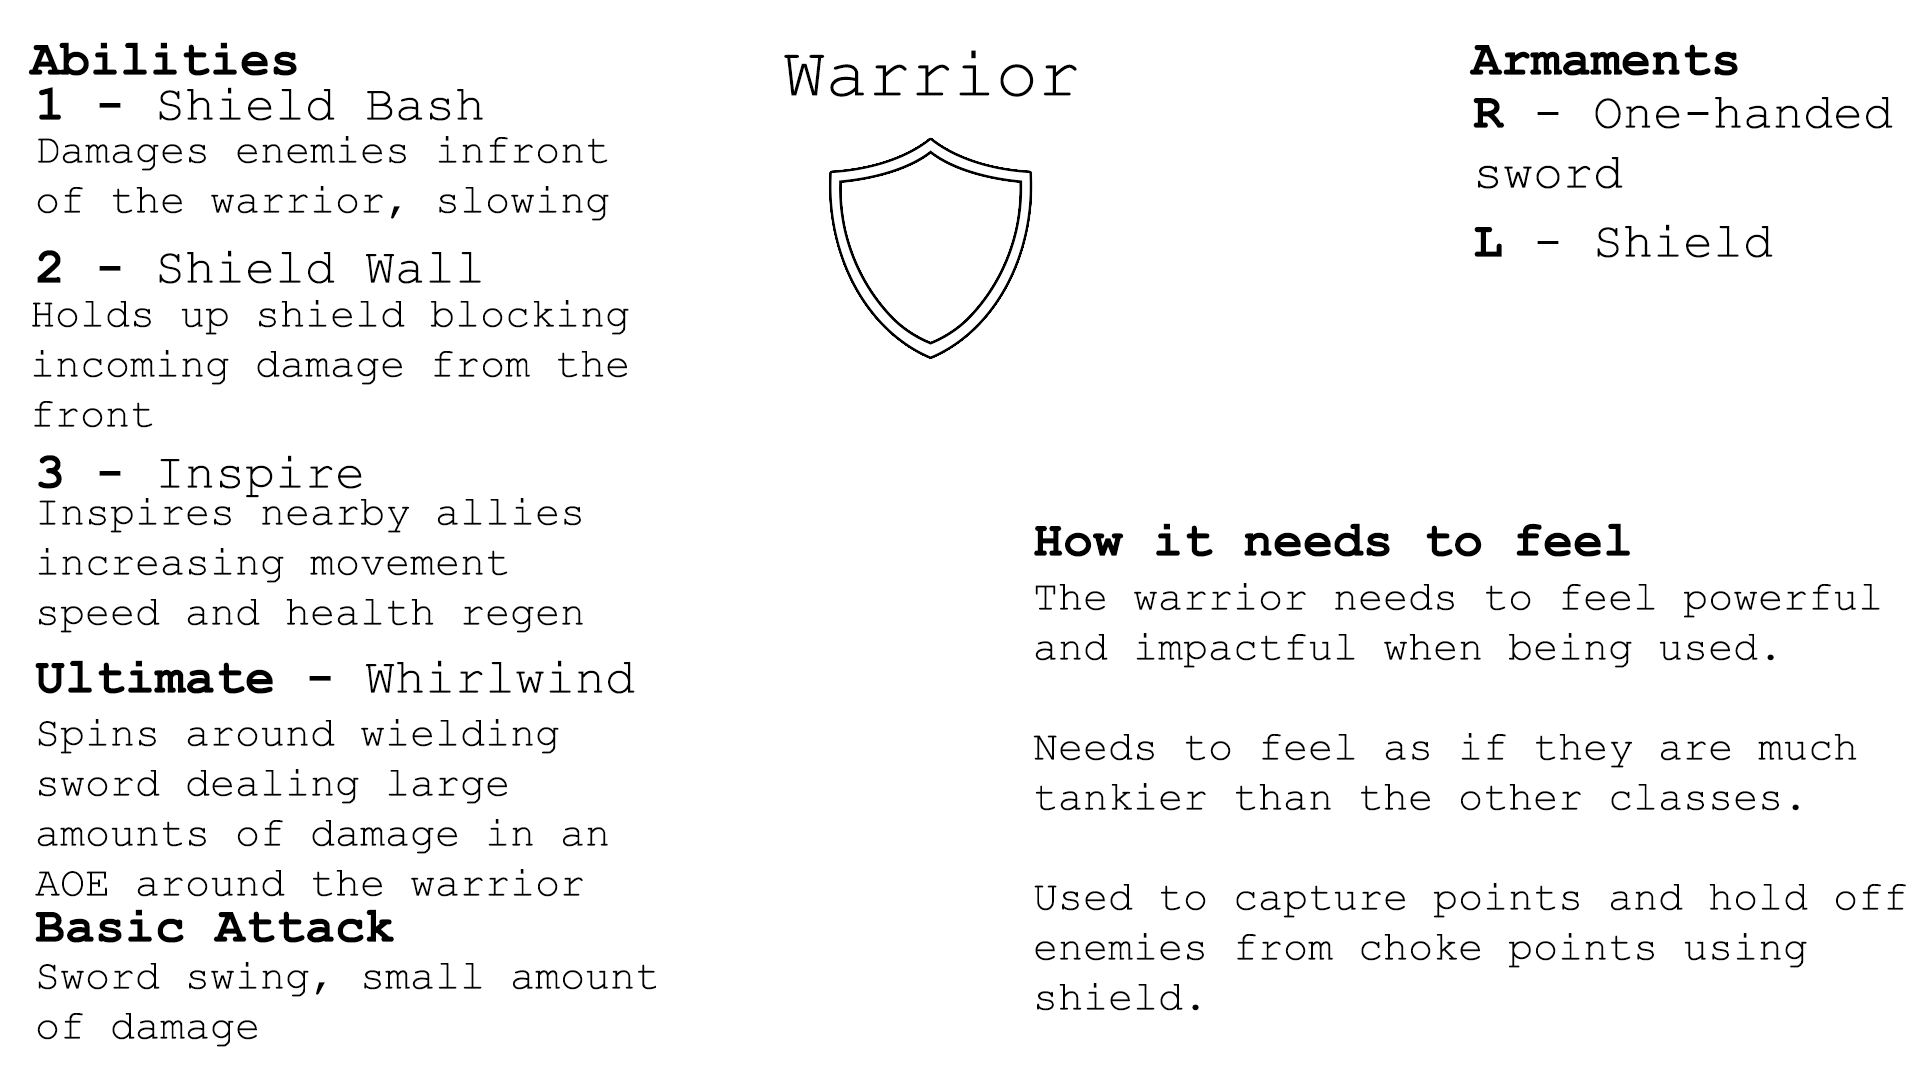 Abilities
1 - Shield Bash
Damages enemies infront
of the warrior, slowing
2 - Shield Wall
Holds up shield blocking
incoming damage from the
front
3 - Inspire
Inspires nearby allies
increasing movement
speed and health regen
Ultimate - Whirlwind
Spins around wielding
sword dealing large
amounts of damage in an
AOE around the warrior
Basic Attack
Sword swing, small amount
of damage
Warrior
Armaments
R - One-handed
sword
L - Shield
How it needs to feel
The warrior needs to feel powerful
and impactful when being used.
Needs to feel as if they are much
tankier than the other classes.
Used to capture points and hold off
enemies from choke points using
shield.